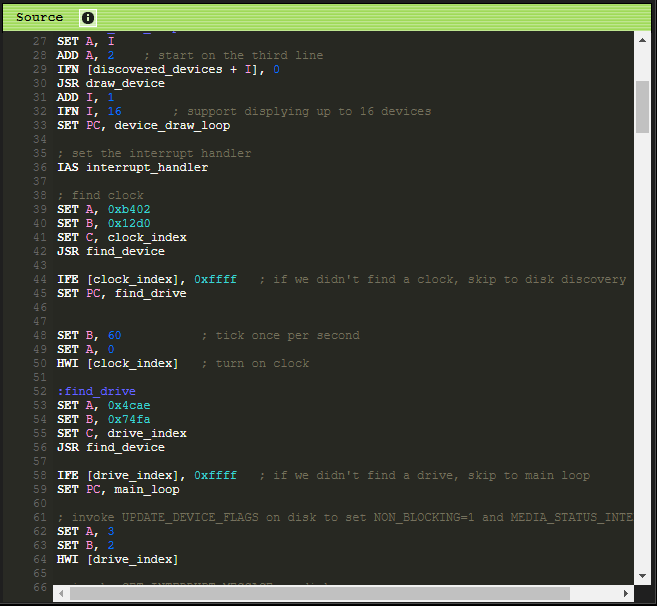 Source
27 SET A, I
28 ADD A, 2 ; start on the third line
29 IFN [discovered_devices + I], 0
30 JSR draw_device
31 ADD I, 1
32 IFN I, 16 ; support displying up to 16 devices
33 SET PC, device_draw_loop
34
35 ; set the interrupt handler
36 IAS interrupt_handler
37
38 ; find clock
39 SET A, 0xb402
40 SET B, 0x12d0
41 SET C, clock_index
42 JSR find_device
43
44 IFE [clock_index], 0xffff ; if we didn't find a clock, skip to disk discovery
45 SET PC, find_drive
46
47
48 SET B, 60 ; tick once per second
49 SET A, 0
50 HWI [clock_index] ; turn on clock
51
52 :find_drive
53 SET A, 0x4cae
54 SET B, 0x74fa
55 SET C, drive_index
56 JSR find_device
57
58 IFE [drive_index], 0xffff ; if we didn't find a drive, skip to main loop
59 SET PC, main_loop
60
61 ; invoke UPDATE_DEVICE_FLAGS on disk to set NON_BLOCKING=1 and MEDIA_STATUS_INTE
62 SET A, 3
63 SET B, 2
64 HWI [drive_index]
65
66